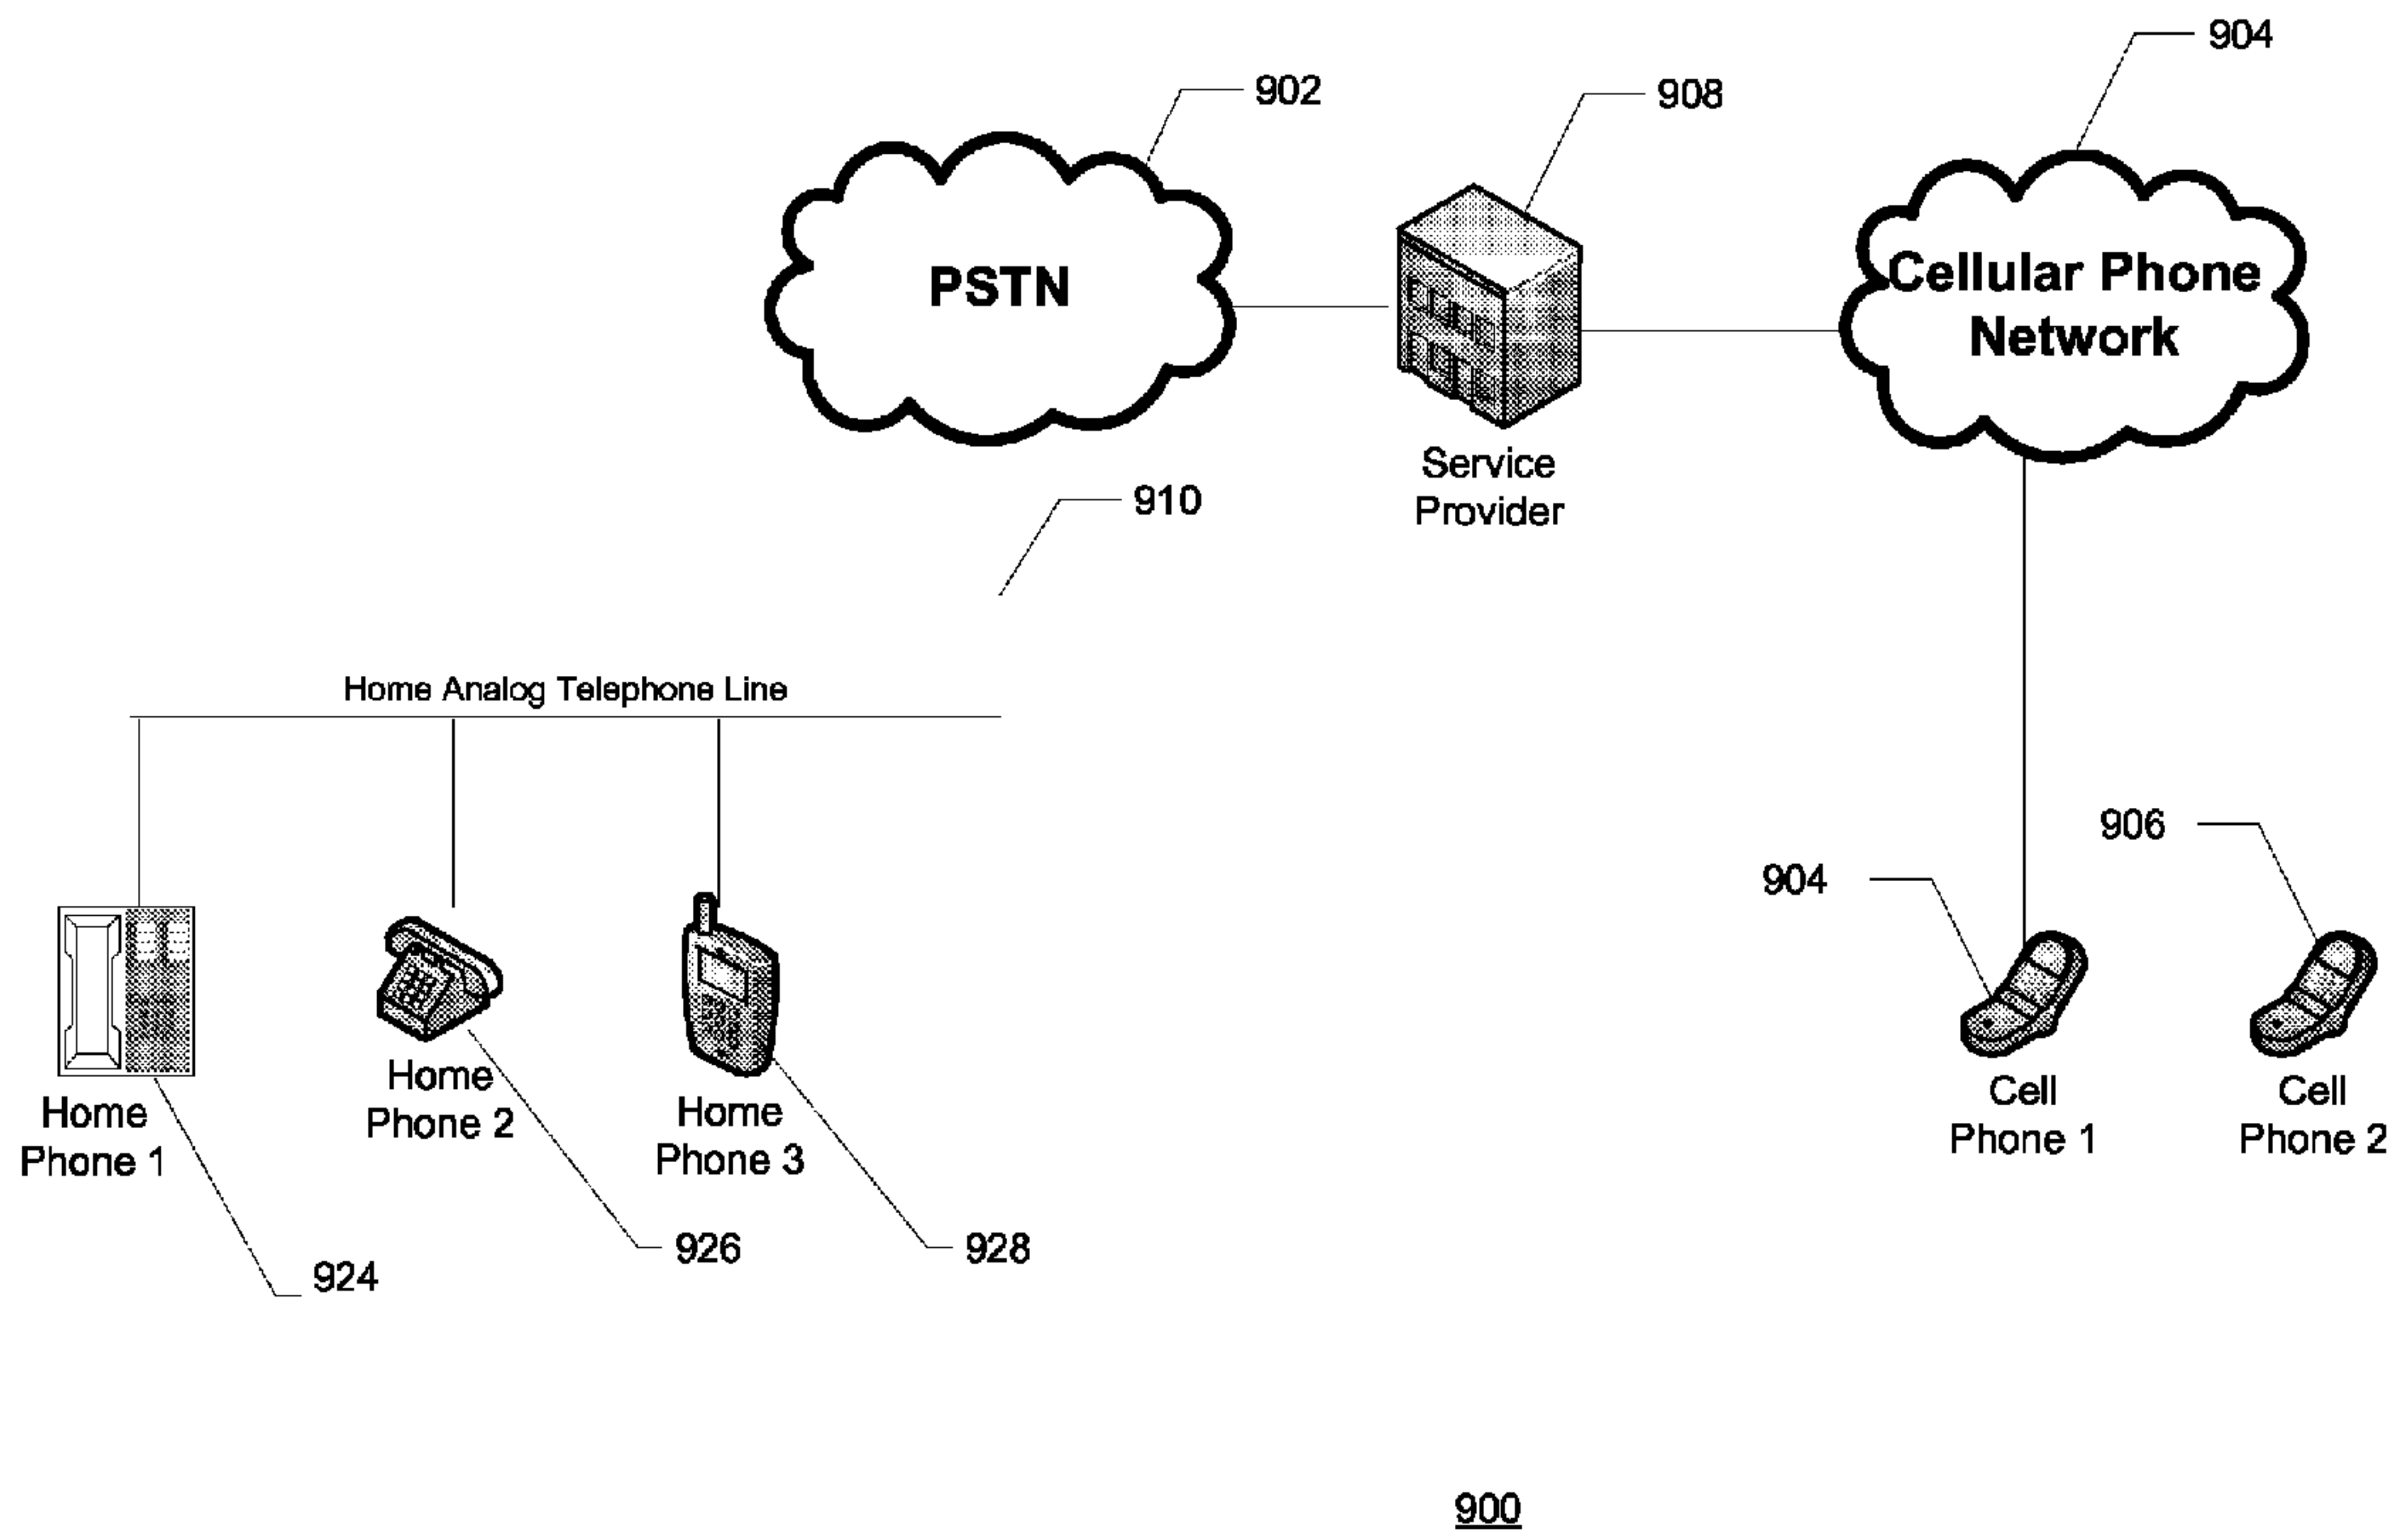 904
902
908
PSTN
Cellular Phone
Network
Service
Provider
910
Home Analog Telephone Line
906
904
Home
Phone 1
Home
Phone 2
Home
Phone 3
Cell
Phone 1
Cell
Phone 2
924
926
928
900